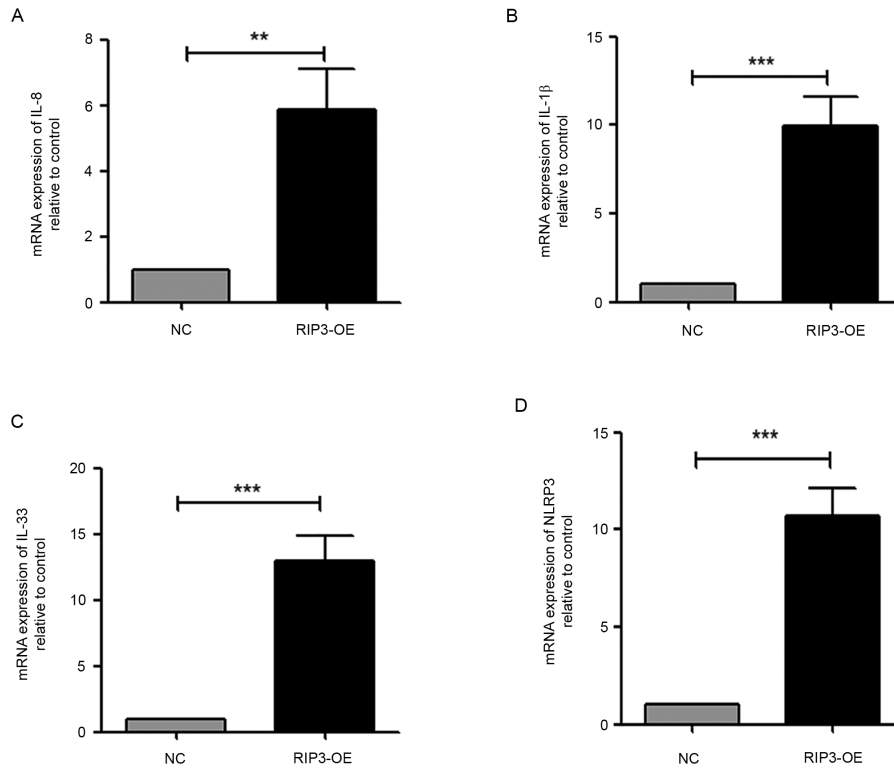 A
mRNA expression of IL-8
relative to control
8
6
4
2
0
**
NC
RIP3-OE
B
mRNA expression of IL-1β
relative to control
15
10
5
0
***
NC
RIP3-OE
C
mRNA expression of IL-33
relative to control
20
15
10
5
0
***
NC
RIP3-OE
D
mRNA expression of NLRP3
relative to control
15
10
5
0
***
NC
RIP3-OE